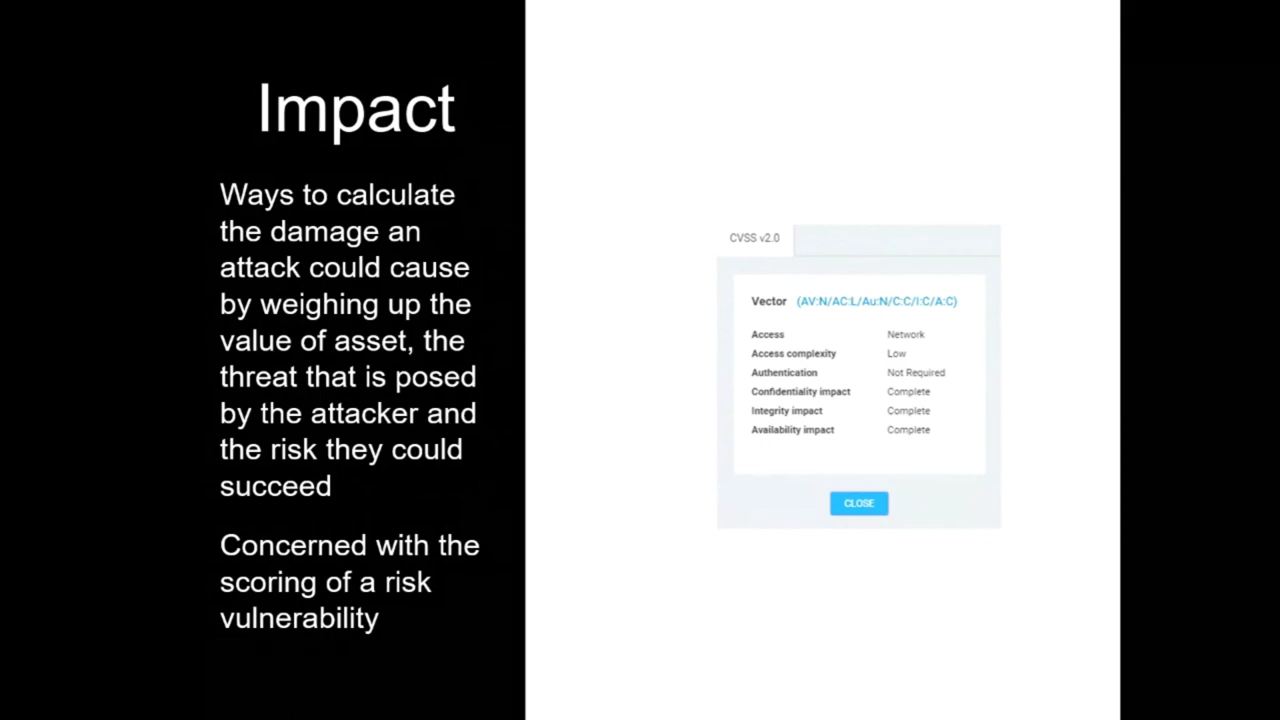 Impact
Ways to calculate
the damage an
attack could cause
by weighing up the
value of asset, the
threat that is posed
by the attacker and
the risk they could
succeed
Concerned with the
scoring of a risk
vulnerability
CVSS v2.0
Vector (AV:N/AC:L/Au:N/C:C/I:C/A:C)
Access Network
Access complexity Low
Authentication Not Required
Confidentiality impact Complete
Integrity impact Complete
Availability impact Complete
CLOSE